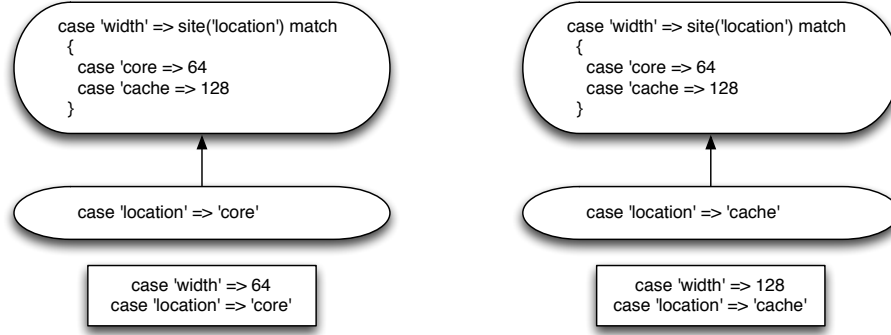 case 'width' => site('location') match
{
case 'core => 64
case 'cache => 128
}
case 'location' => 'core'
case 'width' => 64
case 'location' => 'core'
case 'width' => site('location') match
{
case 'core => 64
case 'cache => 128
}
case 'location' => 'cache'
case 'width' => 128
case 'location' => 'cache'